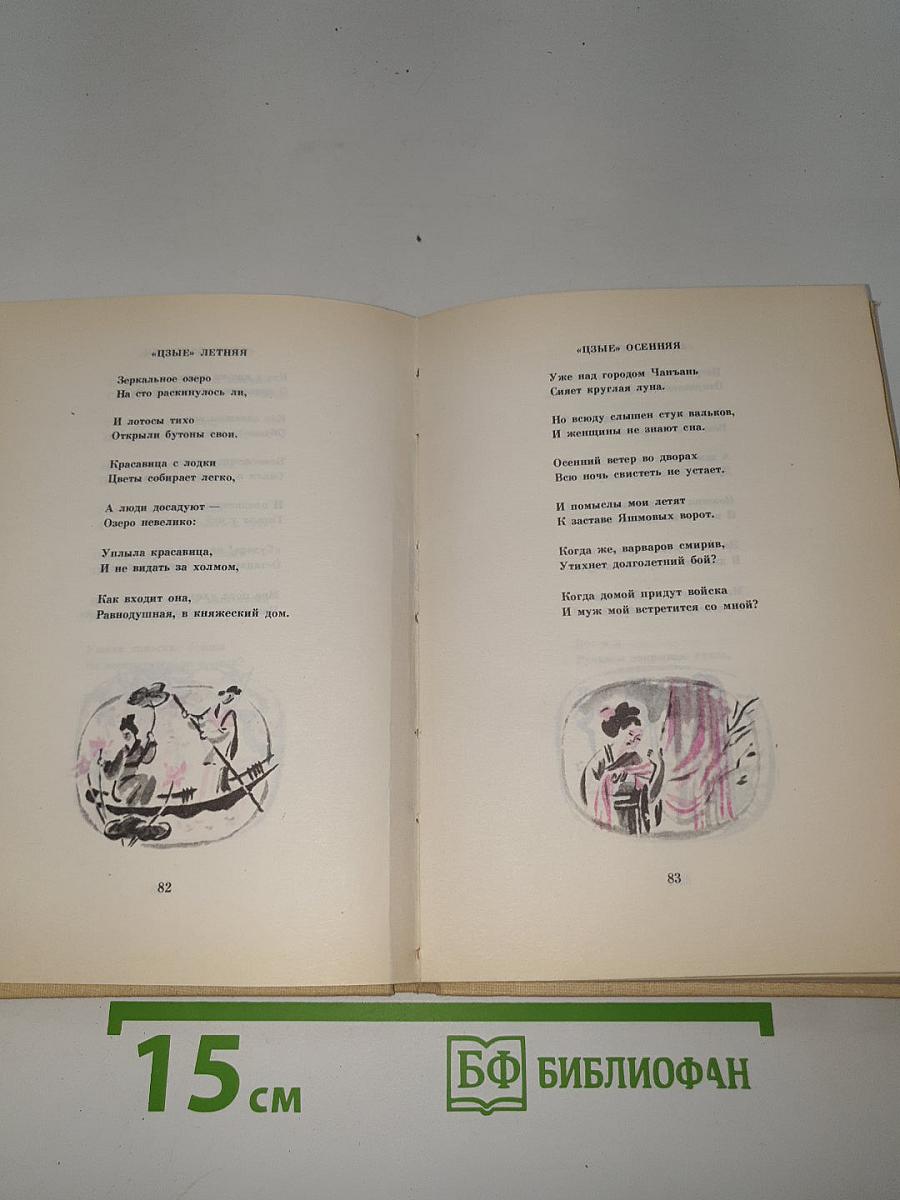 «ЦЗЫЕ» ЛЕТНЯЯ
Зеркальное озеро
На сто раскинулось ли,
И лотосы тихо
Открыли бутоны свои.
Красавица с лодки
Цветы собирает легко,
А люди досадуют —
Озеро невелико:
Уплыла красавица,
И не видать за холмом,
Как входит она,
Равнодушная, в княжеский дом.
82
«ЦЗЫЕ» ОСЕННЯЯ
Уже над городом Чанъань
Сияет круглая луна.
Но всюду слышен стук вальков,
И женщины не знают сна.
Осенний ветер во дворах
Всю ночь свистеть не устает.
И помыслы мои летят
К заставе Яшмовых ворот.
Когда же, варваров смирив,
Утихнет долголетний бой?
Когда домой придут войска
И муж мой встретится со мной?
83
15 см
БФ БИБЛИОФАН